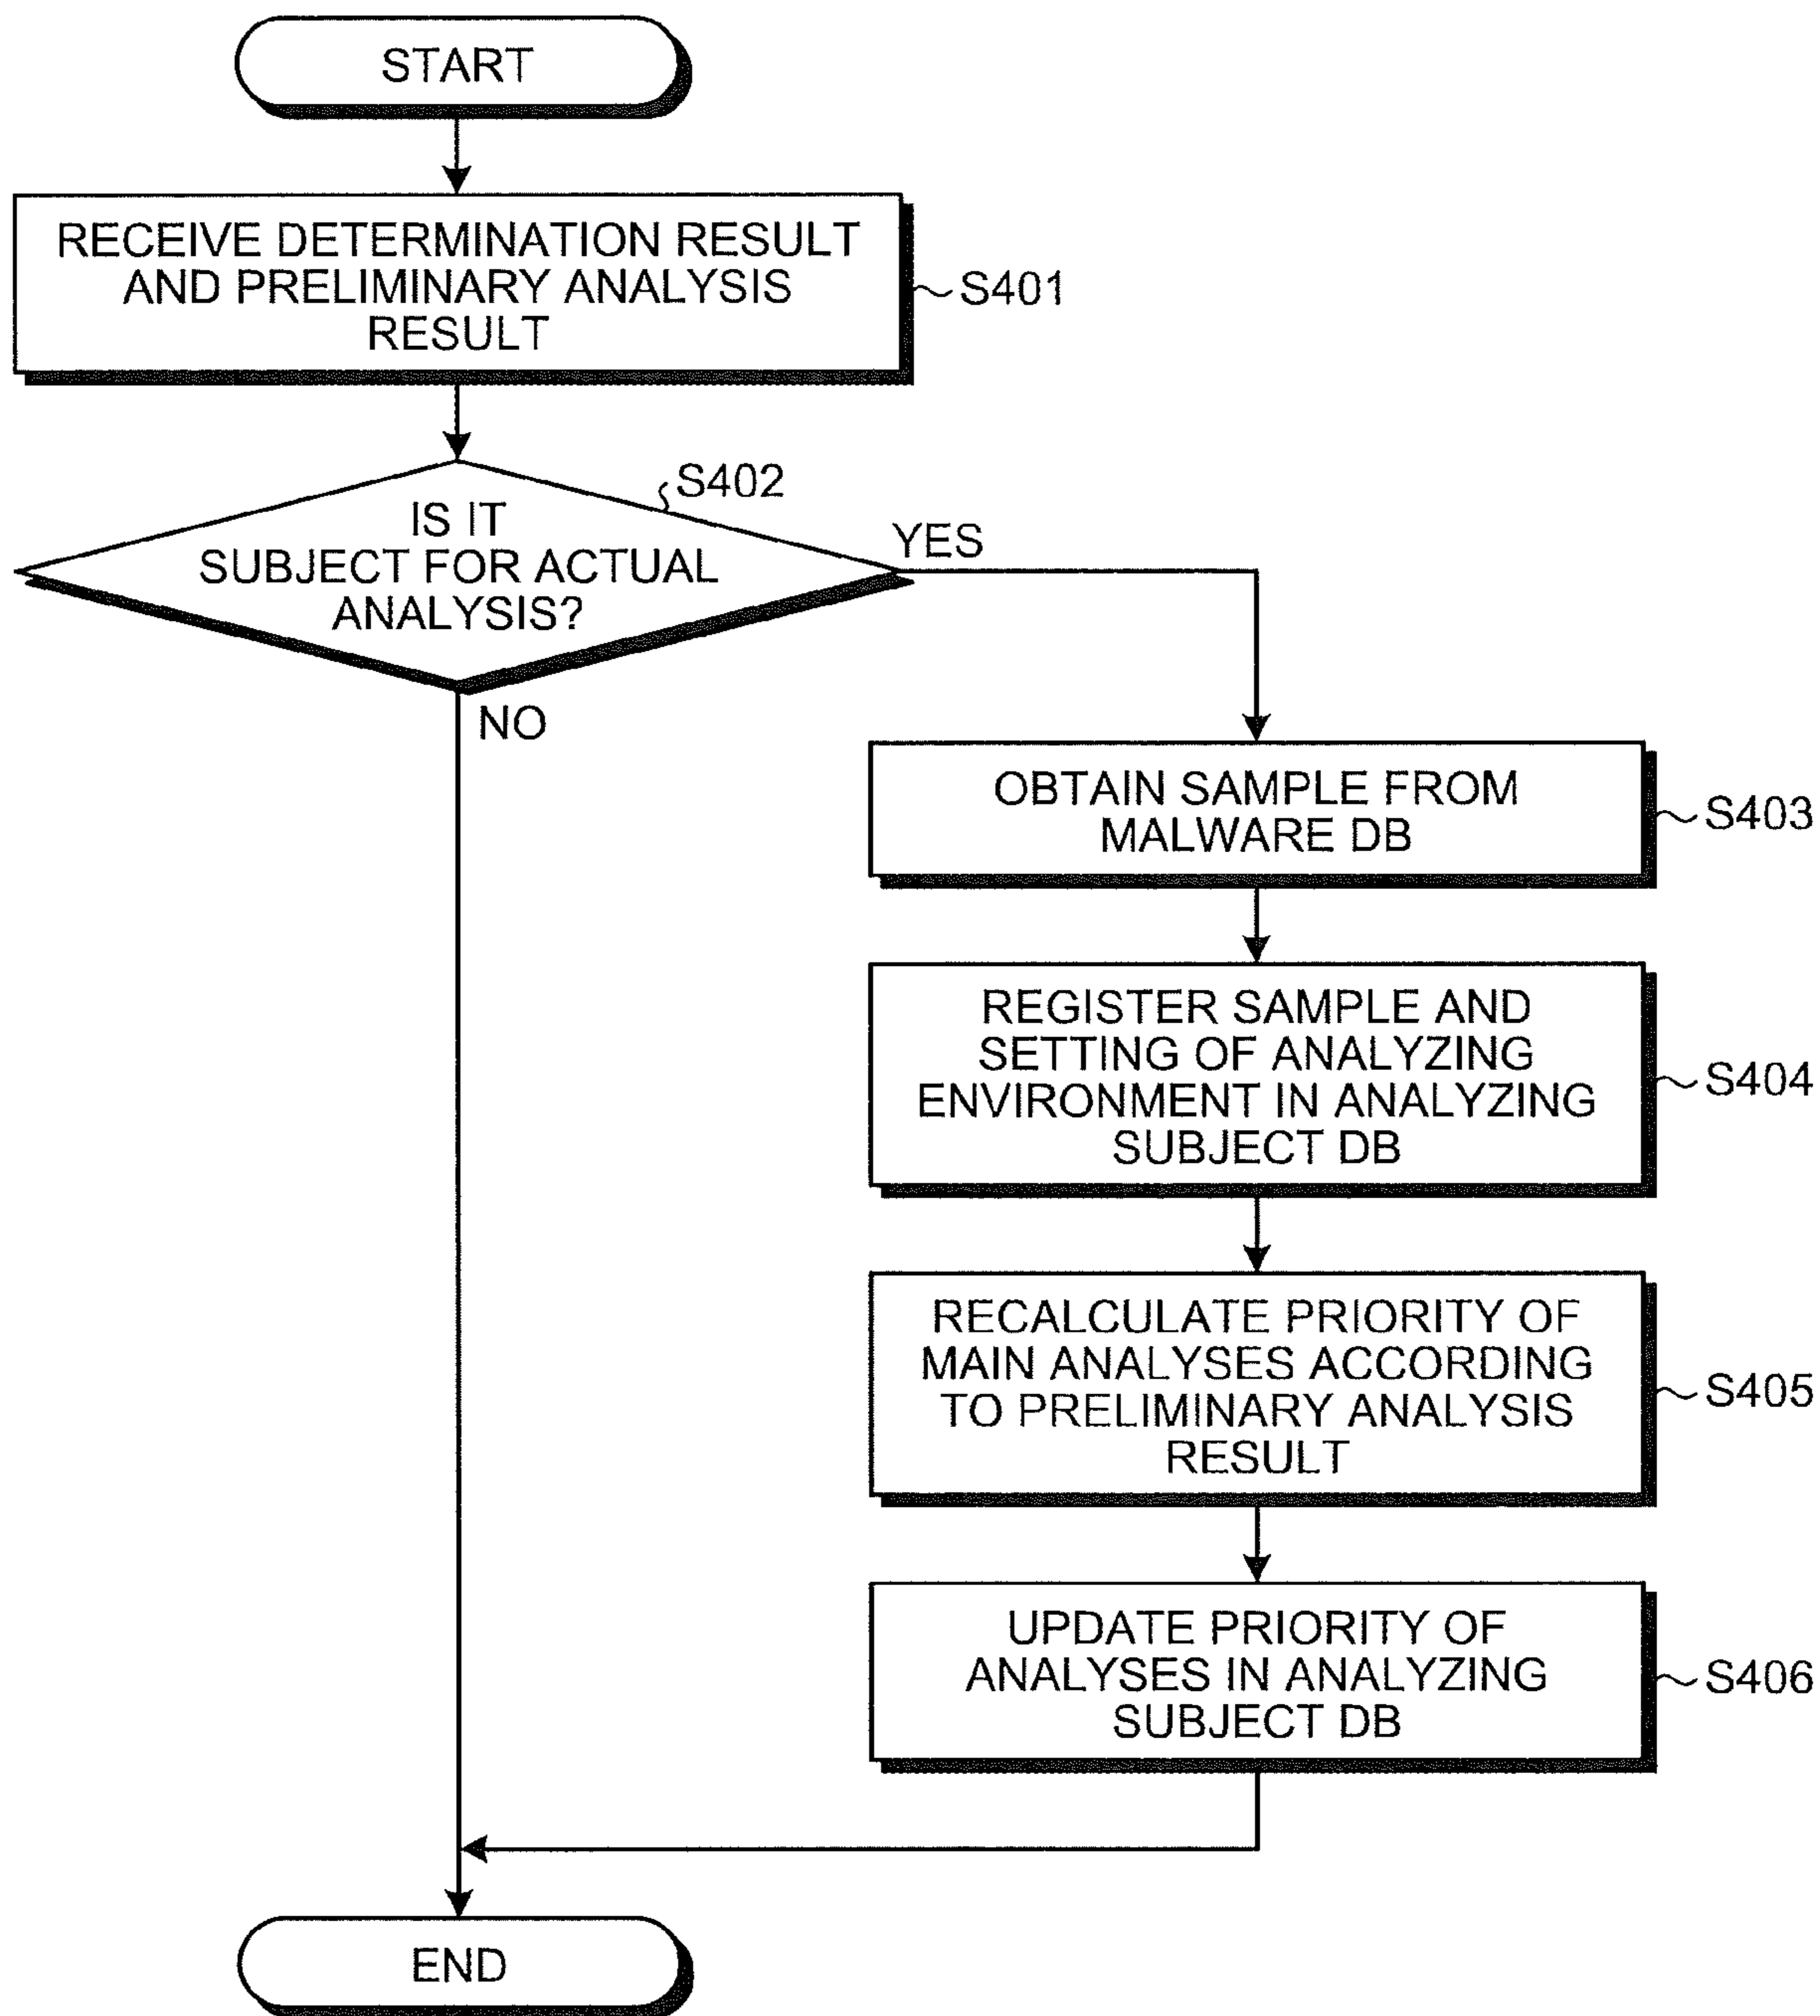 START
RECEIVE DETERMINATION RESULT
AND PRELIMINARY ANALYSIS
RESULT
S401
S402
IS IT
SUBJECT FOR ACTUAL
ANALYSIS?
YES
NO
OBTAIN SAMPLE FROM
MALWARE DB
S403
REGISTER SAMPLE AND
SETTING OF ANALYZING
ENVIRONMENT IN ANALYZING
SUBJECT DB
S404
RECALCULATE PRIORITY OF
MAIN ANALYSES ACCORDING
TO PRELIMINARY ANALYSIS
RESULT
S405
UPDATE PRIORITY OF
ANALYSES IN ANALYZING
SUBJECT DB
S406
END